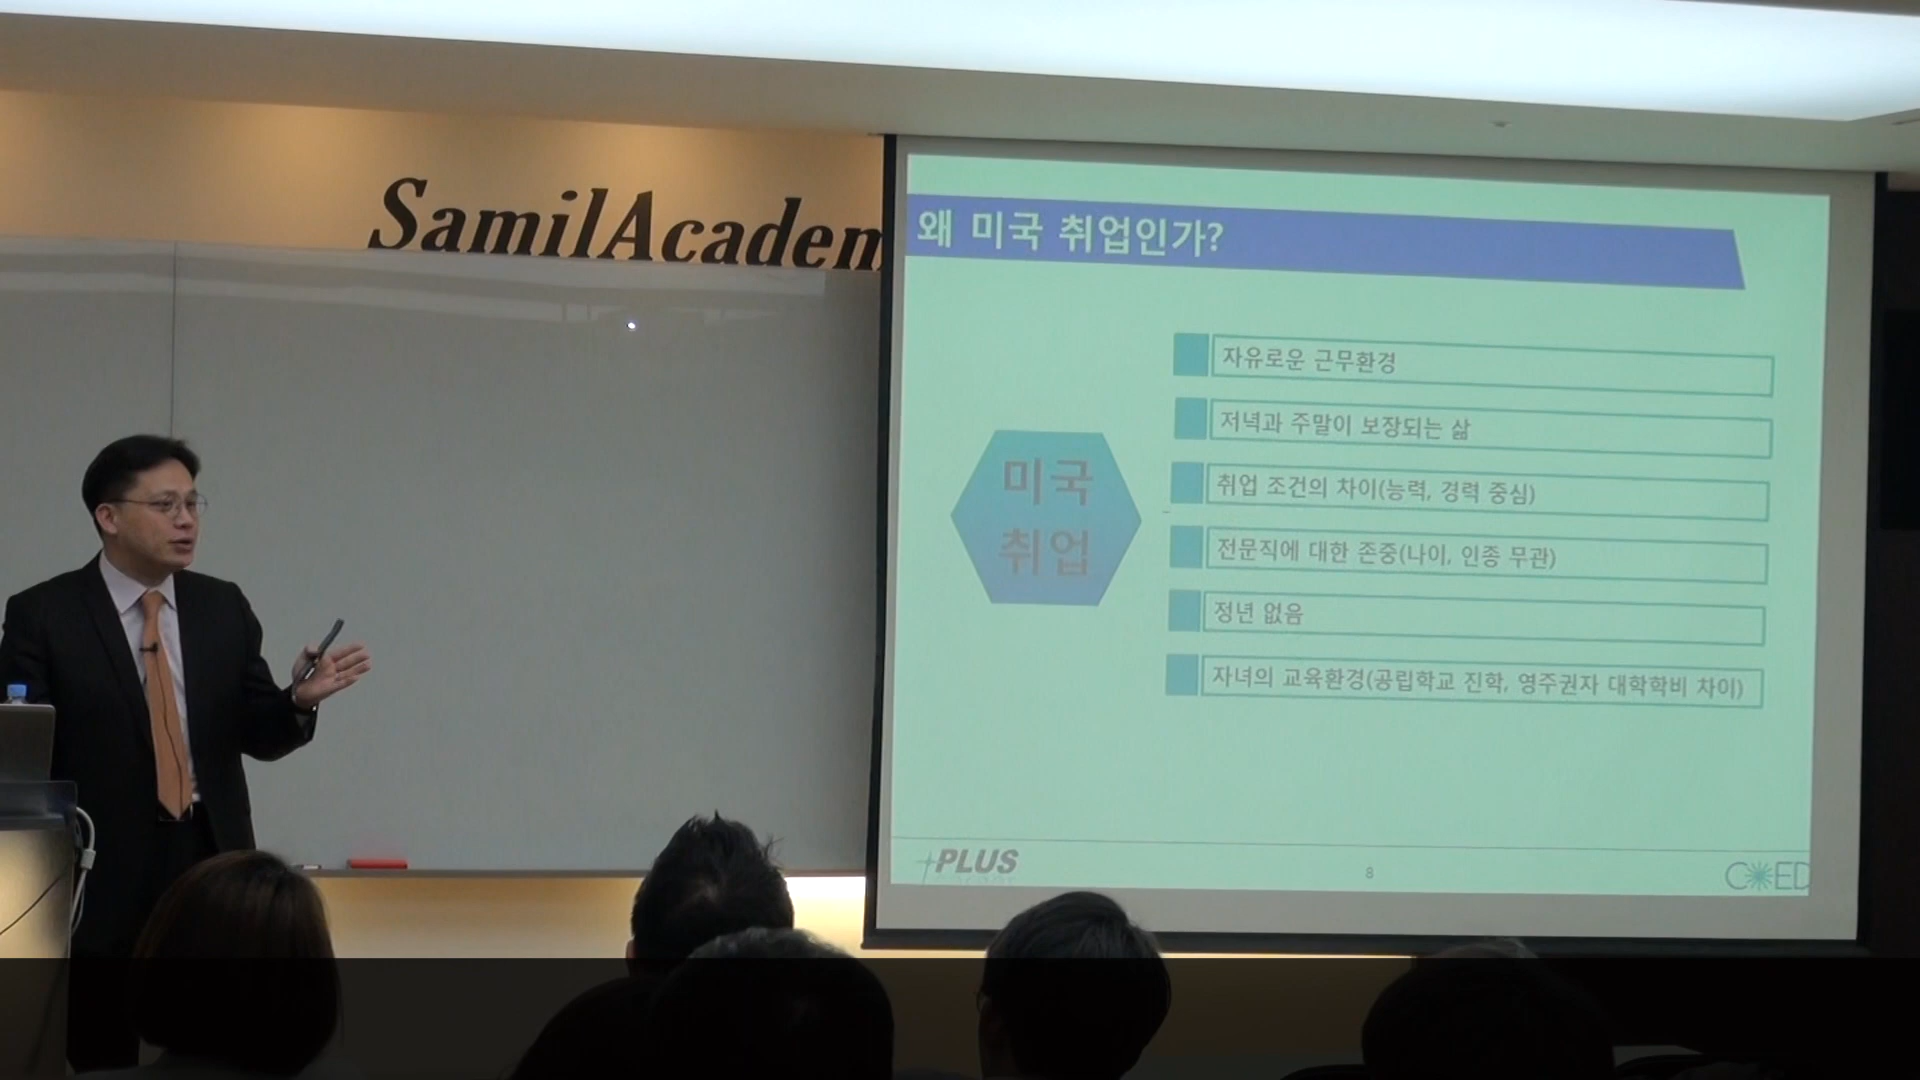 SamilAcadem
왜 미국 취업인가?
자유로운 근무환경
저녁과 주말이 보장되는 삶
취업 조건의 차이(능력, 경력 중심)
전문직에 대한 존중(나이, 인종 무관)
정년 없음
자녀의 교육환경(공립학교 진학, 영주권자 대학학비 차이)
미국
취업
PLUS
8